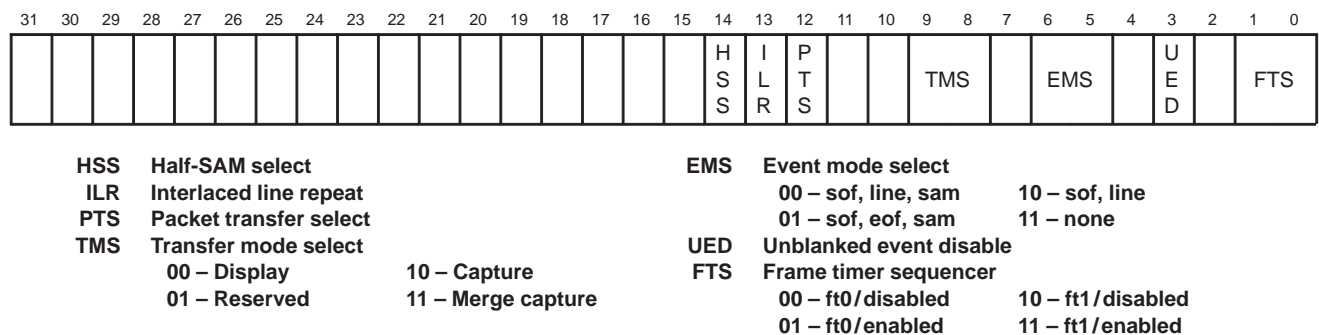 31 30 29 28 27 26 25 24 23 22 21 20 19 18 17 16 15 14 13 12 11 10 9 8 7 6 5 4 3 2 1 0
HSS ILR PTS TMS EMS UED FTS
HSS Half-SAM select
ILR Interlaced line repeat
PTS Packet transfer select
TMS Transfer mode select
00 – Display 10 – Capture
01 – Reserved 11 – Merge capture
EMS Event mode select
00 – sof, line, sam 10 – sof, line
01 – sof, eof, sam 11 – none
UED Unblanked event disable
FTS Frame timer sequencer
00 – ft0/disabled 10 – ft1/disabled
01 – ft0/enabled 11 – ft1/enabled